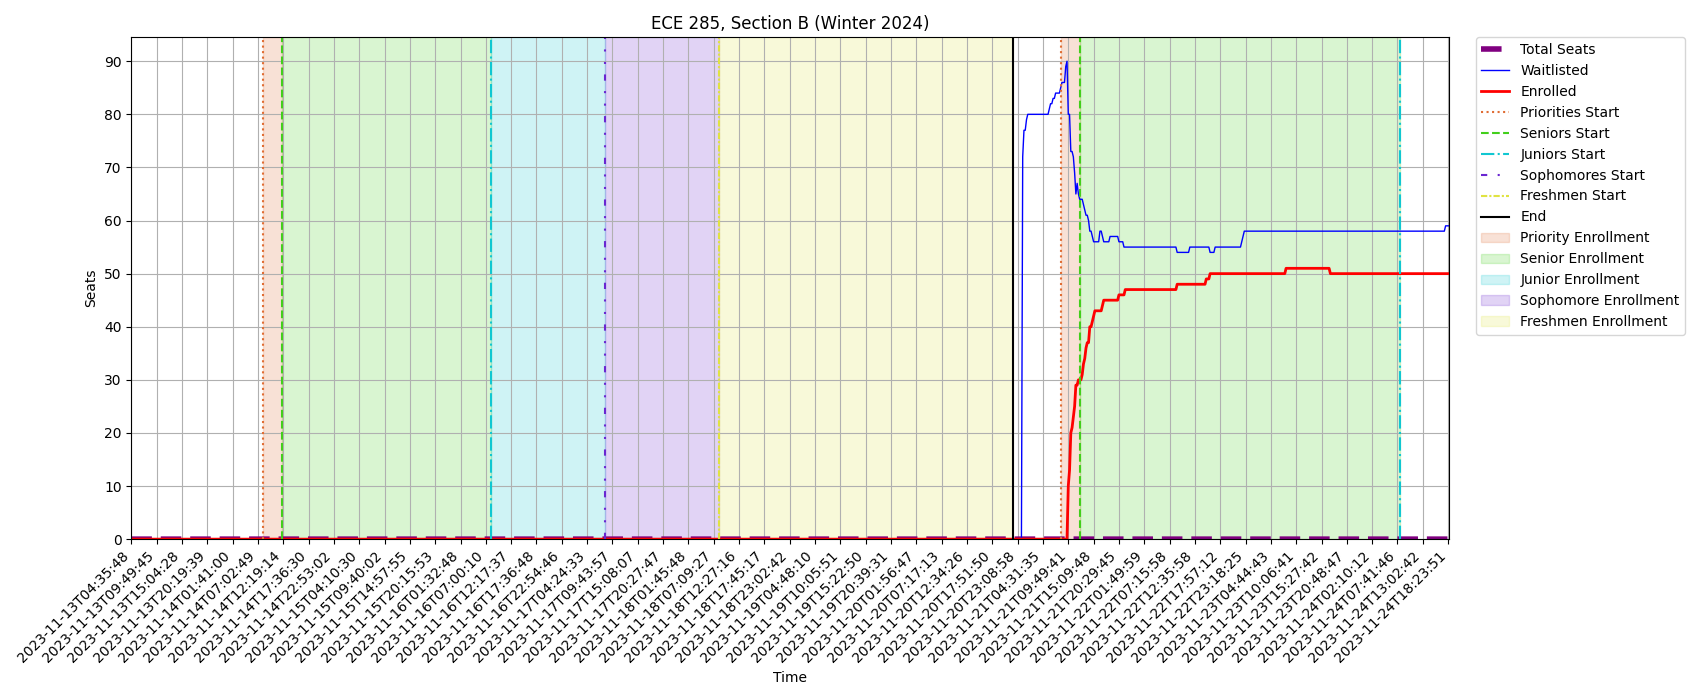 ECE 285, Section B (Winter 2024)
Seats
90
80
70
60
50
40
30
20
10
0
2023-11-13T04:35:48
2023-11-13T09:49:45
2023-11-13T15:04:28
2023-11-13T20:19:39
2023-11-14T01:41:00
2023-11-14T07:02:49
2023-11-14T12:19:14
2023-11-14T17:36:30
2023-11-14T22:53:02
2023-11-15T04:10:30
2023-11-15T09:40:02
2023-11-15T14:57:55
2023-11-15T20:15:53
2023-11-16T01:32:48
2023-11-16T07:00:10
2023-11-16T12:17:37
2023-11-16T17:36:48
2023-11-16T22:54:46
2023-11-17T04:24:33
2023-11-17T09:43:57
2023-11-17T15:08:07
2023-11-17T20:27:47
2023-11-18T01:45:48
2023-11-18T07:09:27
2023-11-18T12:27:16
2023-11-18T17:45:17
2023-11-18T23:02:42
2023-11-19T04:48:10
2023-11-19T10:05:51
2023-11-19T15:22:50
2023-11-19T20:39:31
2023-11-20T01:56:47
2023-11-20T07:17:13
2023-11-20T12:34:26
2023-11-20T17:51:50
2023-11-20T23:08:58
2023-11-21T04:31:35
2023-11-21T09:49:41
2023-11-21T15:09:48
2023-11-21T20:29:45
2023-11-22T01:49:59
2023-11-22T07:15:58
2023-11-22T12:35:58
2023-11-22T17:57:12
2023-11-22T23:18:25
2023-11-23T04:44:43
2023-11-23T10:06:41
2023-11-23T15:27:42
2023-11-23T20:48:47
2023-11-24T02:10:12
2023-11-24T07:41:46
2023-11-24T13:02:42
2023-11-24T18:23:51
Time
Total Seats
Waitlisted
Enrolled
Priorities Start
Seniors Start
Juniors Start
Sophomores Start
Freshmen Start
End
Priority Enrollment
Senior Enrollment
Junior Enrollment
Sophomore Enrollment
Freshmen Enrollment